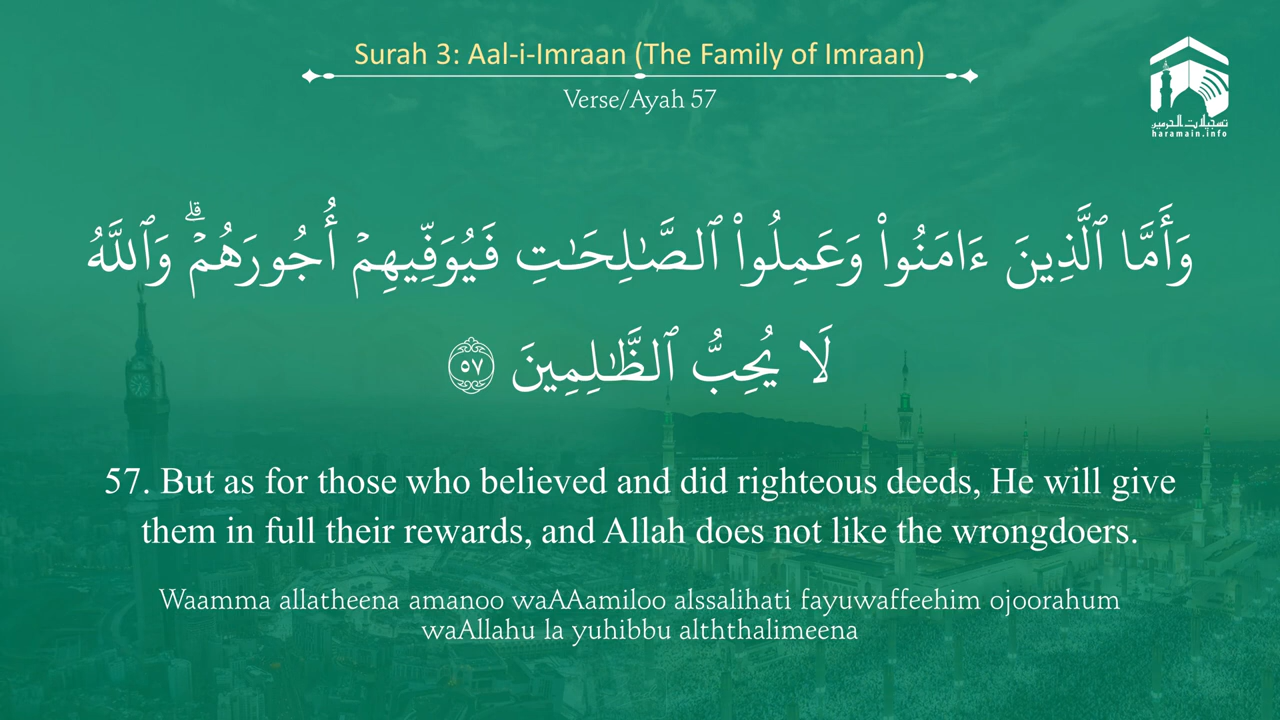 Surah 3: Aal-i-Imraan (The Family of Imraan)
Verse/Ayah 57
تسجيلات الحرمين
haramain.info
وَأَمَّا ٱلَّذِينَ ءَامَنُوا۟ وَعَمِلُوا۟ ٱلصَّـٰلِحَـٰتِ فَيُوَفِّيهِمْ أُجُورَهُمْ ۗ وَٱللَّهُ
لَا يُحِبُّ ٱلظَّـٰلِمِينَ ٥٧
57. But as for those who believed and did righteous deeds, He will give
them in full their rewards, and Allah does not like the wrongdoers.
Waamma allatheena amanoo waAAamiloo alssalihati fayuwaffeehim ojoorahum
waAllahu la yuhibbu alththalimeena